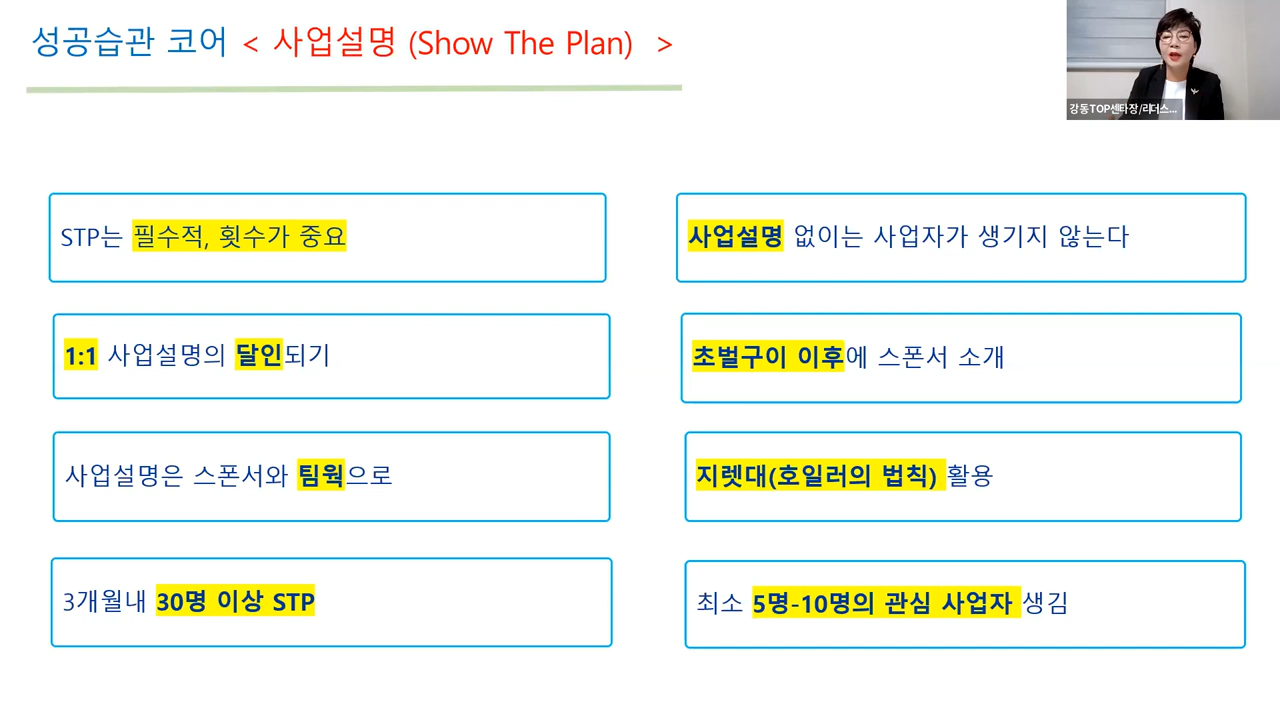 성공습관 코어 < 사업설명 (Show The Plan) >
강동TOP센타장/리더스...
STP는 필수적, 횟수가 중요
사업설명 없이는 사업자가 생기지 않는다
1:1 사업설명의 달인되기
초벌구이 이후에 스폰서 소개
사업설명은 스폰서와 팀웍으로
지렛대(호일러의 법칙) 활용
3개월내 30명 이상 STP
최소 5명-10명의 관심 사업자 생김